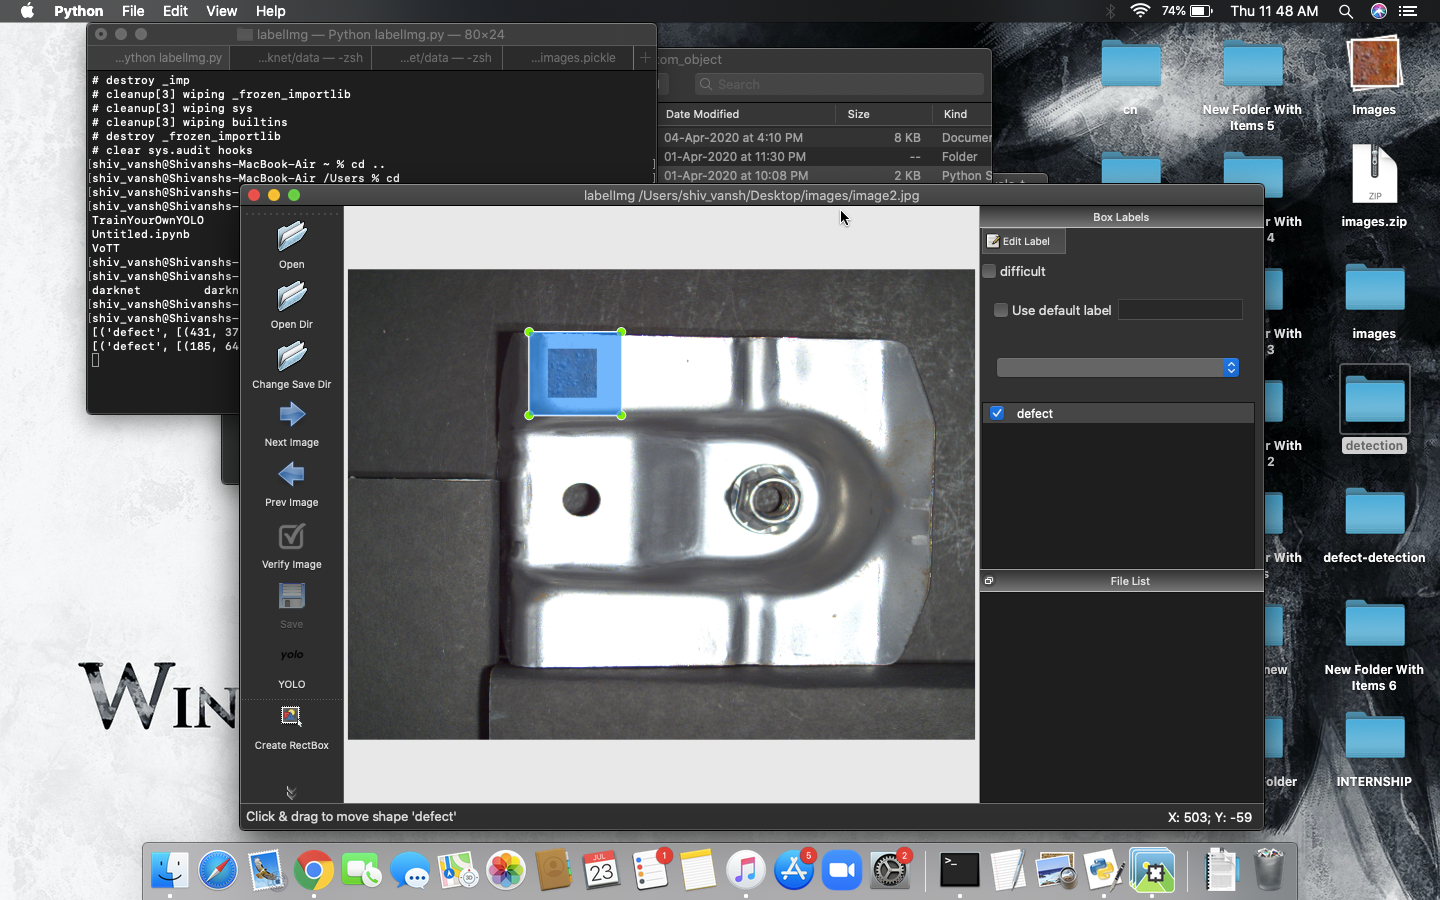 Python File Edit View Help
74% Thu 11 48 AM
labelImg — Python labelImg.py — 80×24
...ython labelImg.py ...knet/data — -zsh ...et/data — -zsh ...images.pickle
# destroy _imp
# cleanup[3] wiping _frozen_importlib
# cleanup[3] wiping sys
# cleanup[3] wiping builtins
# destroy _frozen_importlib
# clear sys.audit hooks
[shiv_vansh@Shivanshs-MacBook-Air ~ % cd .. ]
[shiv_vansh@Shivanshs-MacBook-Air /Users % cd ]
[shiv_vansh@Shivanshs-
[shiv_vansh@Shivanshs-
TrainYourOwnYOLO
Untitled.ipynb
VoTT
[shiv_vansh@Shivanshs-
[shiv_vansh@Shivanshs-
darknet darkn
[shiv_vansh@Shivanshs-
[shiv_vansh@Shivanshs-
[('defect', [(431, 37
[('defect', [(185, 64
om_object
Search
Date Modified Size Kind
04-Apr-2020 at 4:10 PM 8 KB Documen
01-Apr-2020 at 11:30 PM -- Folder
01-Apr-2020 at 10:08 PM 2 KB Python S
labelImg /Users/shiv_vansh/Desktop/images/image2.jpg
Open
Open Dir
Change Save Dir
Next Image
Prev Image
Verify Image
Save
yolo
YOLO
Create RectBox
Box Labels
Edit Label
difficult
Use default label
defect
File List
Click & drag to move shape 'defect'
X: 503; Y: -59
cn
New Folder With
Items 5
Images
ZIP
images.zip
r With
4
images
r With
3
detection
r With
2
defect-detection
r With
s
New Folder With
Items 6
new
INTERNSHIP
older
WIN
JUL
23
1
5
2
3D
>_